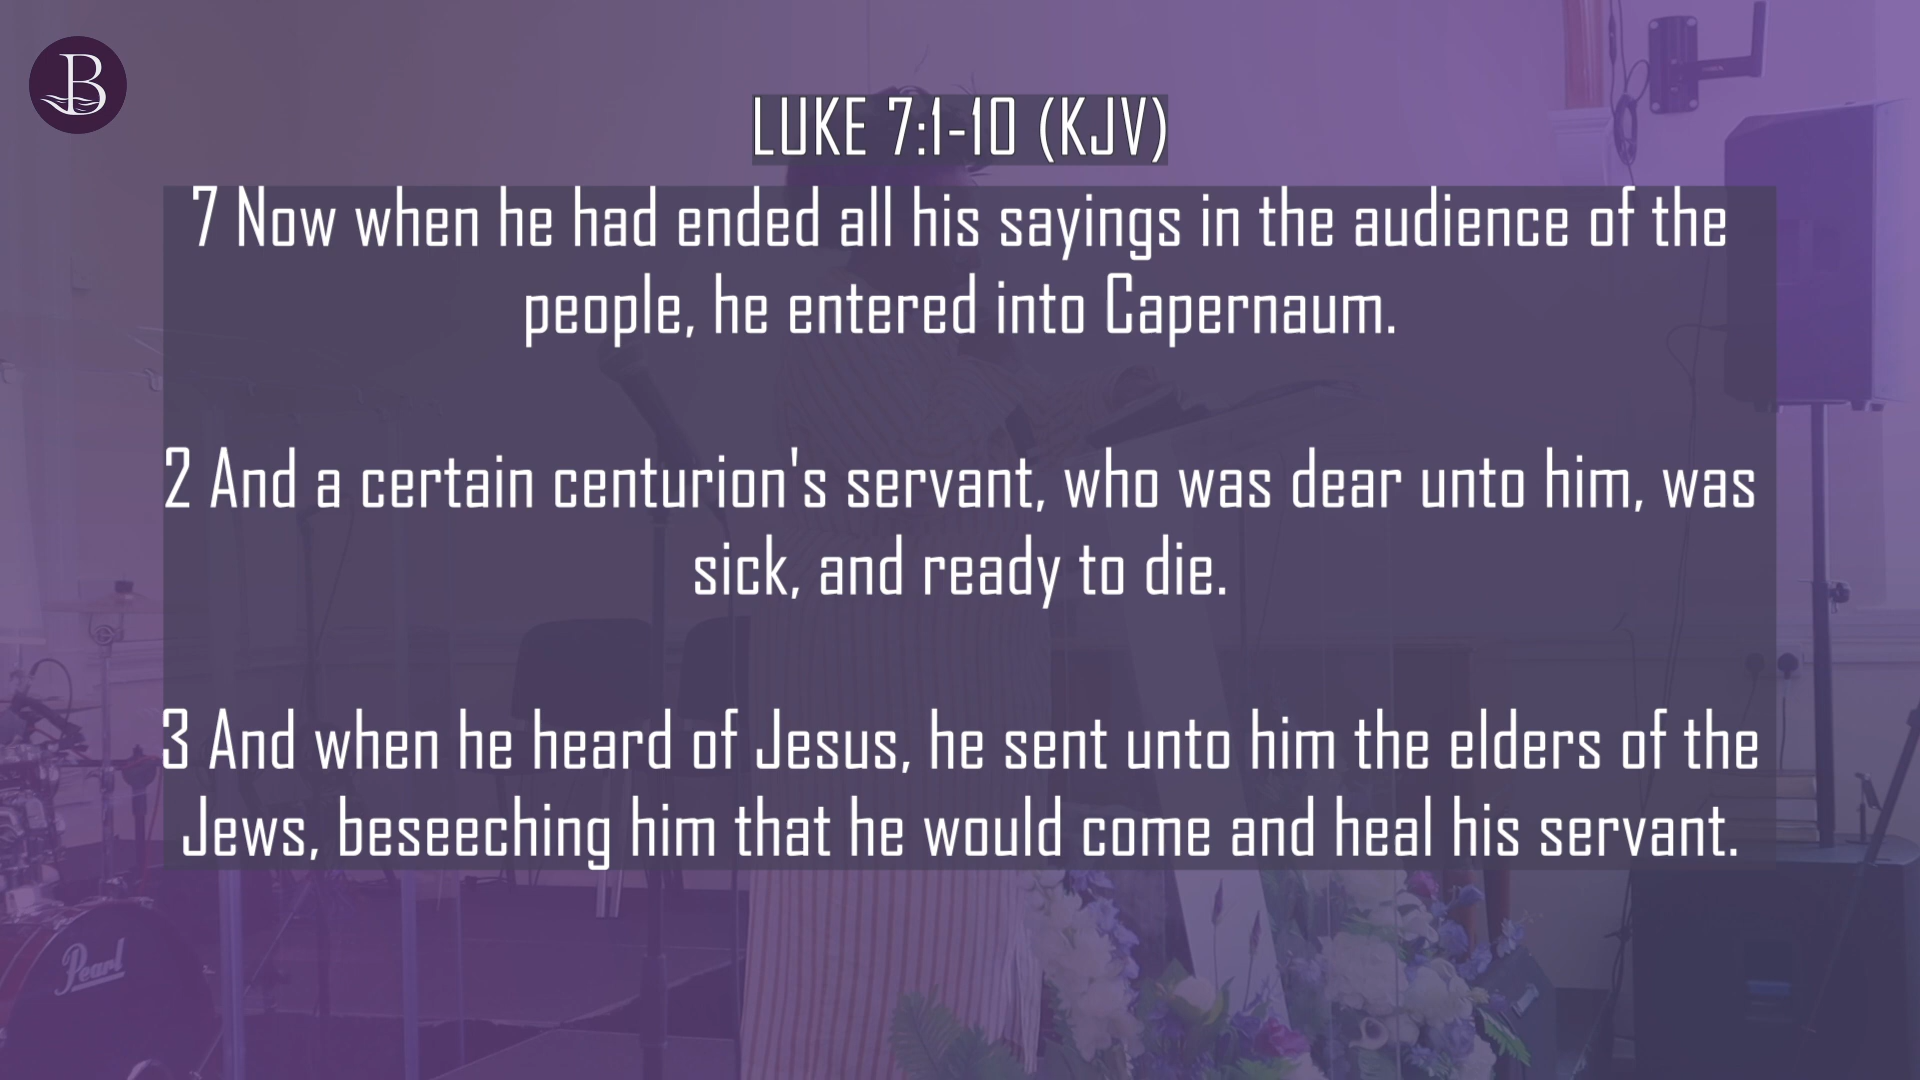 B
LUKE 7:1-10 (KJV)
7 Now when he had ended all his sayings in the audience of the
people, he entered into Capernaum.
2 And a certain centurion's servant, who was dear unto him, was
sick, and ready to die.
3 And when he heard of Jesus, he sent unto him the elders of the
Jews, beseeching him that he would come and heal his servant.
Pearl